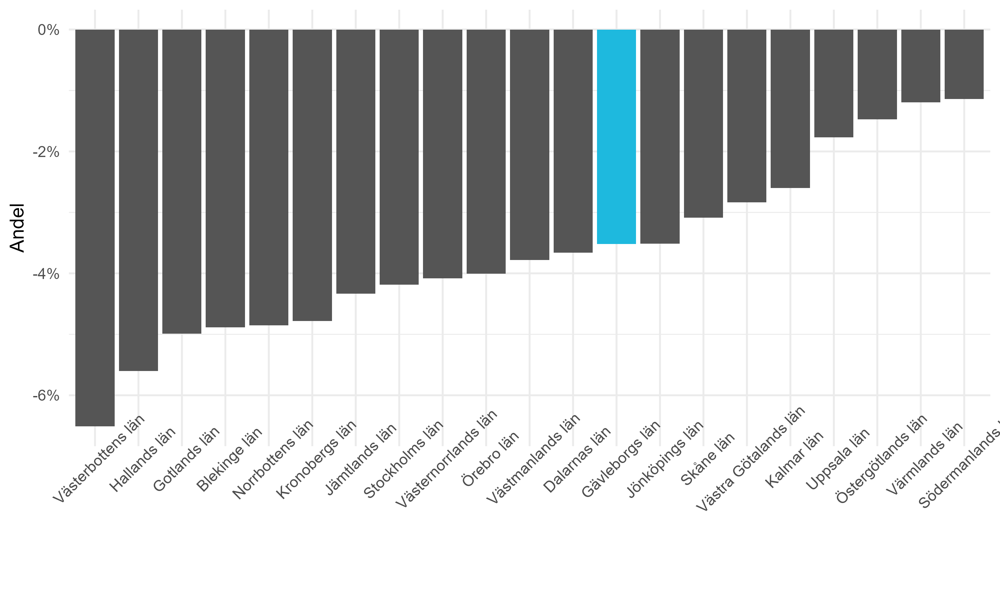 0%
-2%
-4%
-6%
Andel
Västerbottens län
Hallands län
Gotlands län
Blekinge län
Norrbottens län
Kronobergs län
Jämtlands län
Stockholms län
Västernorrlands län
Örebro län
Västmanlands län
Dalarnas län
Gävleborgs län
Jönköpings län
Skåne län
Västra Götalands län
Kalmar län
Uppsala län
Östergötlands län
Värmlands län
Södermanlands